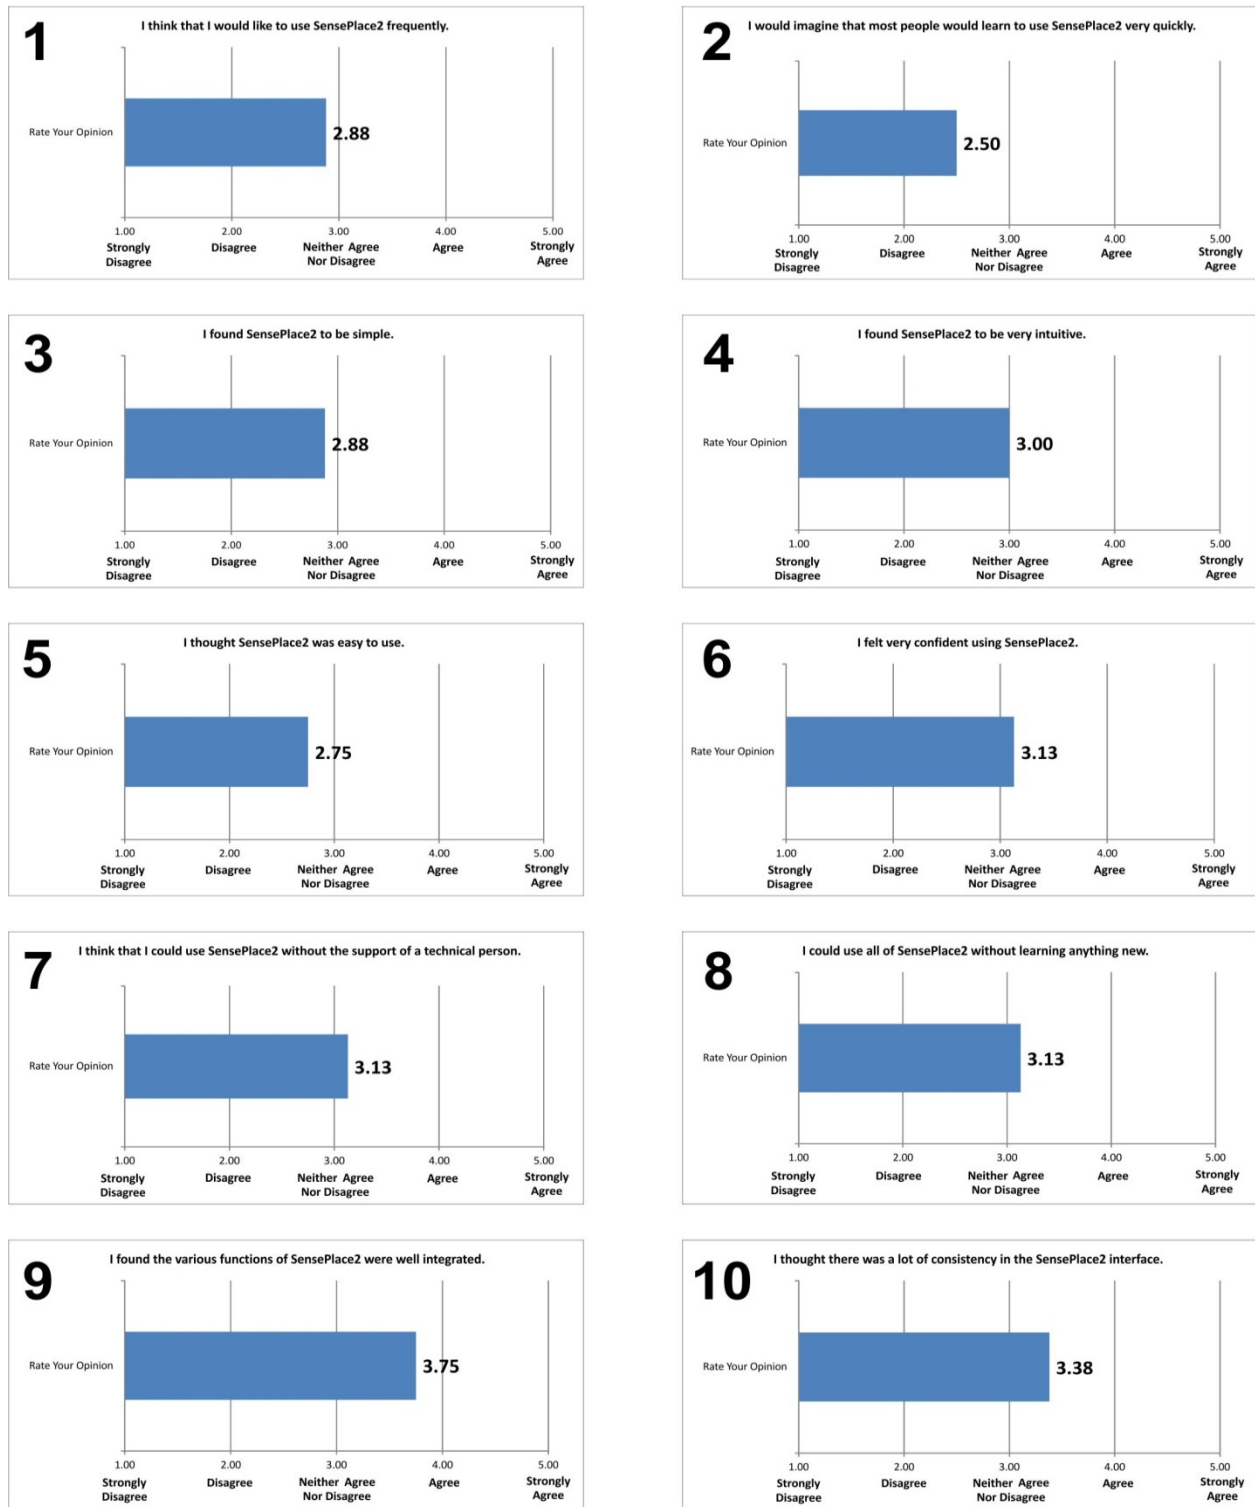 1
I think that I would like to use SensePlace2 frequently.
Rate Your Opinion
2.88
1.00 2.00 3.00 4.00 5.00
Strongly Disagree Neither Agree Agree Strongly
Disagree Nor Disagree Agree
2
I would imagine that most people would learn to use SensePlace2 very quickly.
Rate Your Opinion
2.50
1.00 2.00 3.00 4.00 5.00
Strongly Disagree Neither Agree Agree Strongly
Disagree Nor Disagree Agree
3
I found SensePlace2 to be simple.
Rate Your Opinion
2.88
1.00 2.00 3.00 4.00 5.00
Strongly Disagree Neither Agree Agree Strongly
Disagree Nor Disagree Agree
4
I found SensePlace2 to be very intuitive.
Rate Your Opinion
3.00
1.00 2.00 3.00 4.00 5.00
Strongly Disagree Neither Agree Agree Strongly
Disagree Nor Disagree Agree
5
I thought SensePlace2 was easy to use.
Rate Your Opinion
2.75
1.00 2.00 3.00 4.00 5.00
Strongly Disagree Neither Agree Agree Strongly
Disagree Nor Disagree Agree
6
I felt very confident using SensePlace2.
Rate Your Opinion
3.13
1.00 2.00 3.00 4.00 5.00
Strongly Disagree Neither Agree Agree Strongly
Disagree Nor Disagree Agree
7
I think that I could use SensePlace2 without the support of a technical person.
Rate Your Opinion
3.13
1.00 2.00 3.00 4.00 5.00
Strongly Disagree Neither Agree Agree Strongly
Disagree Nor Disagree Agree
8
I could use all of SensePlace2 without learning anything new.
Rate Your Opinion
3.13
1.00 2.00 3.00 4.00 5.00
Strongly Disagree Neither Agree Agree Strongly
Disagree Nor Disagree Agree
9
I found the various functions of SensePlace2 were well integrated.
Rate Your Opinion
3.75
1.00 2.00 3.00 4.00 5.00
Strongly Disagree Neither Agree Agree Strongly
Disagree Nor Disagree Agree
10
I thought there was a lot of consistency in the SensePlace2 interface.
Rate Your Opinion
3.38
1.00 2.00 3.00 4.00 5.00
Strongly Disagree Neither Agree Agree Strongly
Disagree Nor Disagree Agree